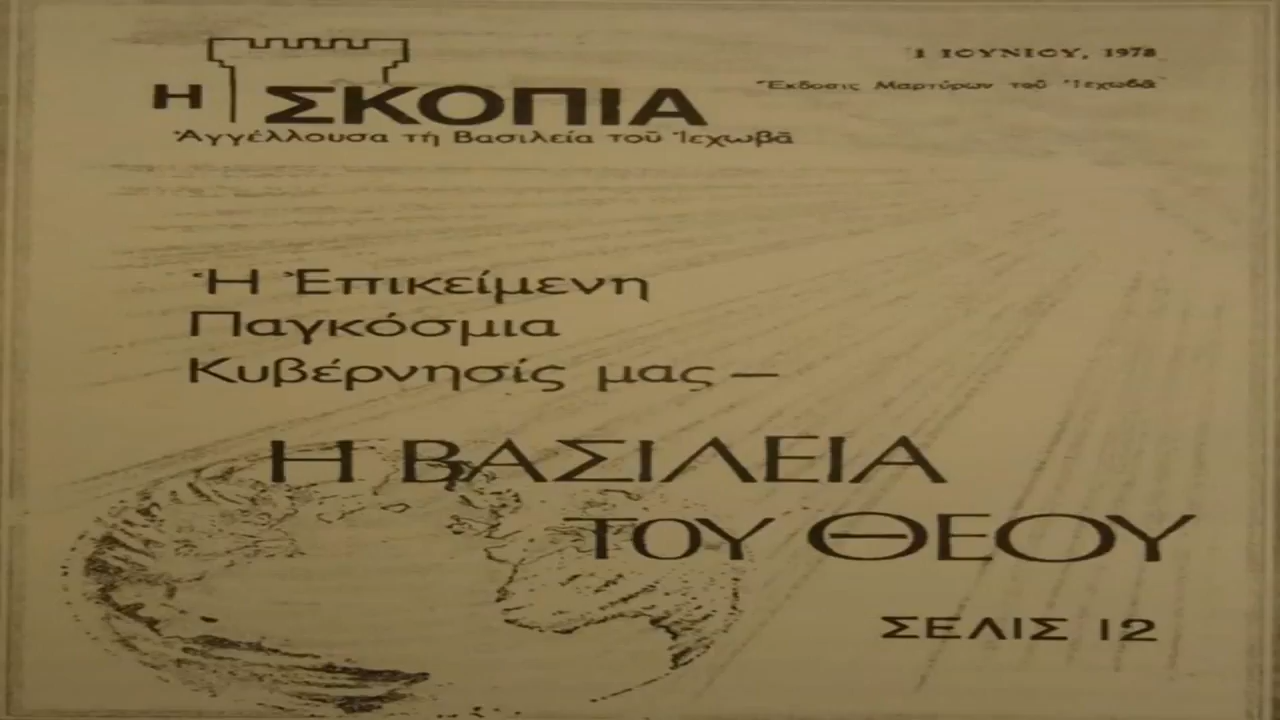 Η ΣΚΟΠΙΑ
Ἀγγέλλουσα τὴ Βασιλεία τοῦ Ἰεχωβᾶ
1 ΙΟΥΝΙΟΥ, 1978
Ἔκδοσις Μαρτύρων τοῦ Ἰεχωβᾶ
Ἡ Ἐπικείμενη
Παγκόσμια
Κυβέρνησίς μας —
Η ΒΑΣΙΛΕΙΑ
ΤΟΥ ΘΕΟΥ
ΣΕΛΙΣ 12